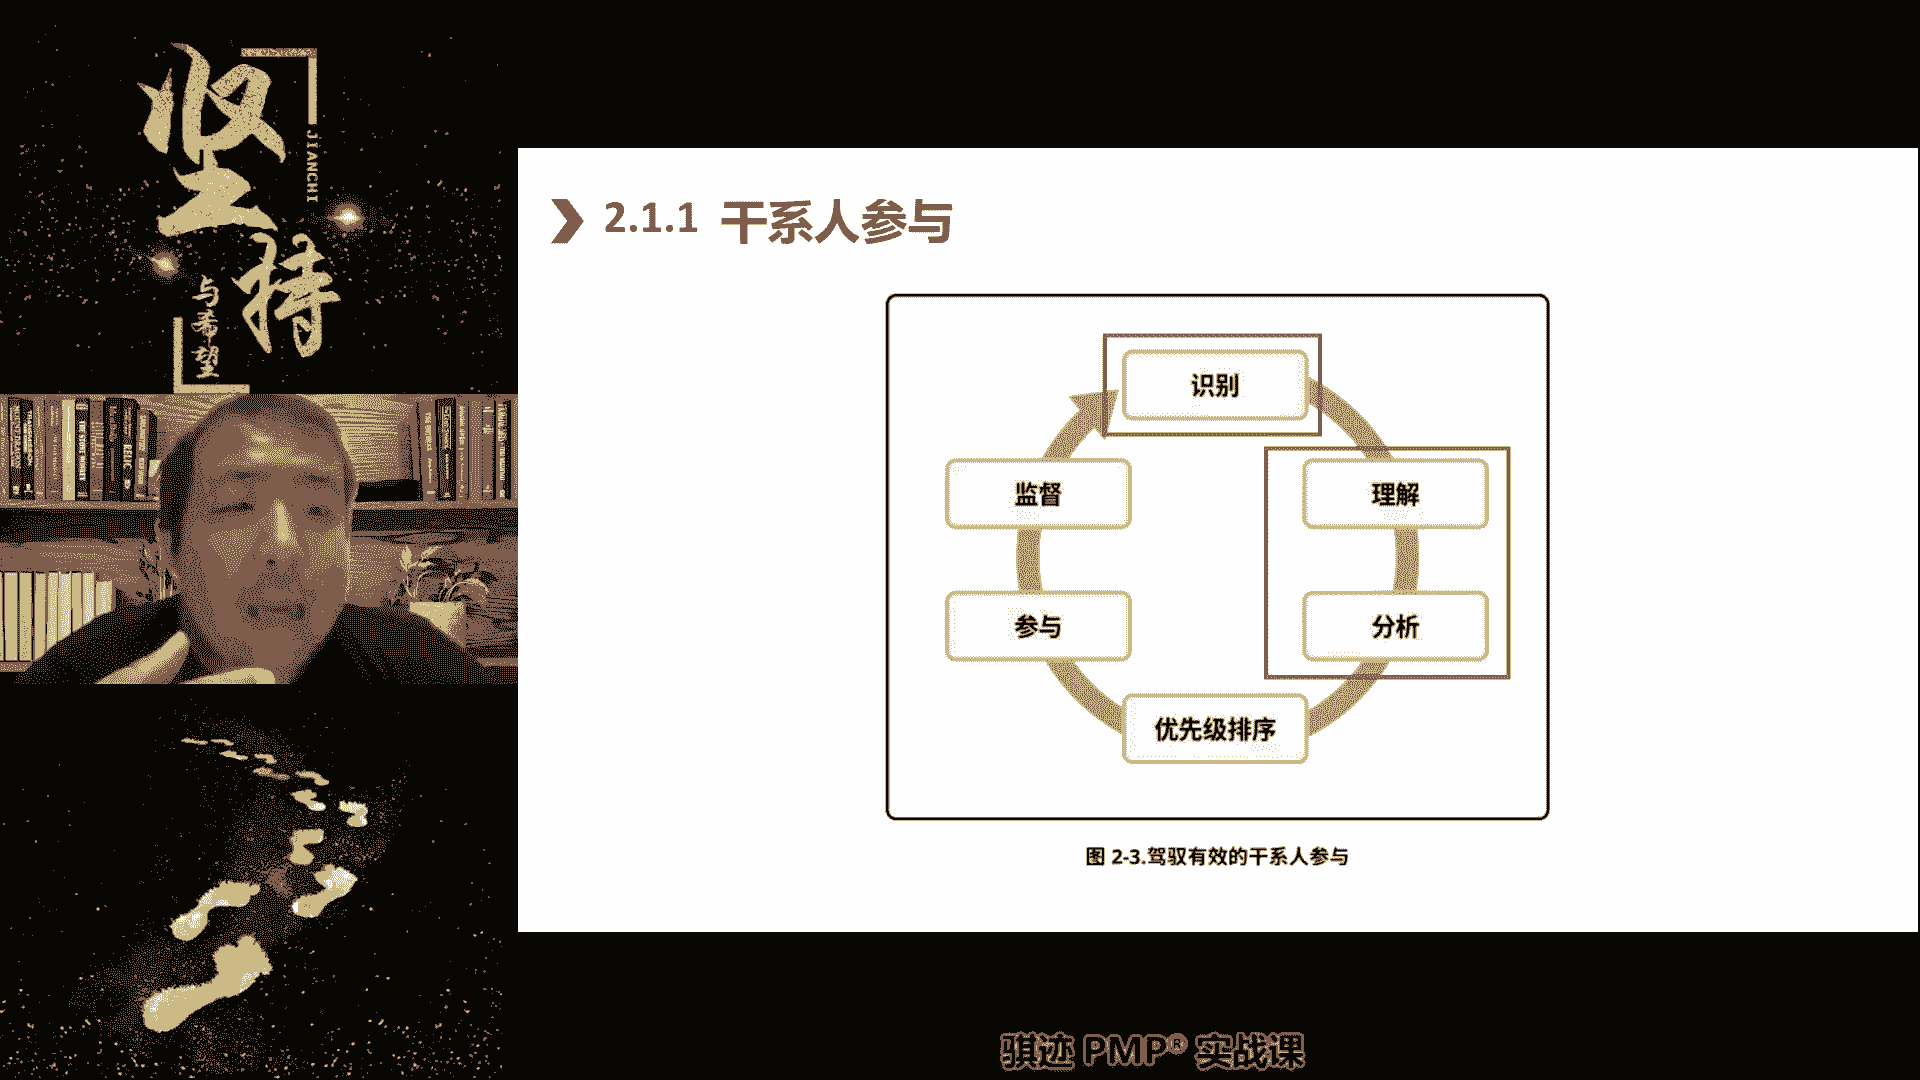 坚持
JIANCHI
与希望
2.1.1 干系人参与
识别
理解
分析
优先级排序
参与
监督
图 2-3.驾驭有效的干系人参与
骐迹 PMP® 实战课